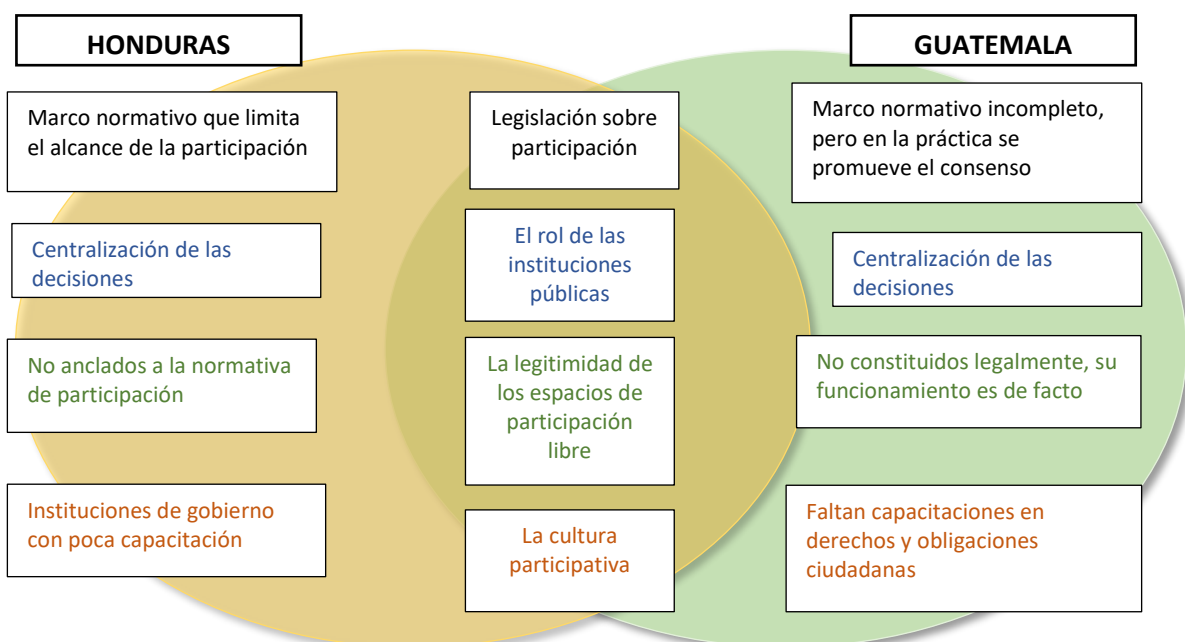 HONDURAS
GUATEMALA
Marco normativo que limita
el alcance de la participación
Legislación sobre
participación
Marco normativo incompleto,
pero en la práctica se
promueve el consenso
Centralización de las
decisiones
El rol de las
instituciones
públicas
Centralización de las
decisiones
No anclados a la normativa
de participación
La legitimidad de
los espacios de
participación
libre
No constituidos legalmente, su
funcionamiento es de facto
Instituciones de gobierno
con poca capacitación
La cultura
participativa
Faltan capacitaciones en
derechos y obligaciones
ciudadanas